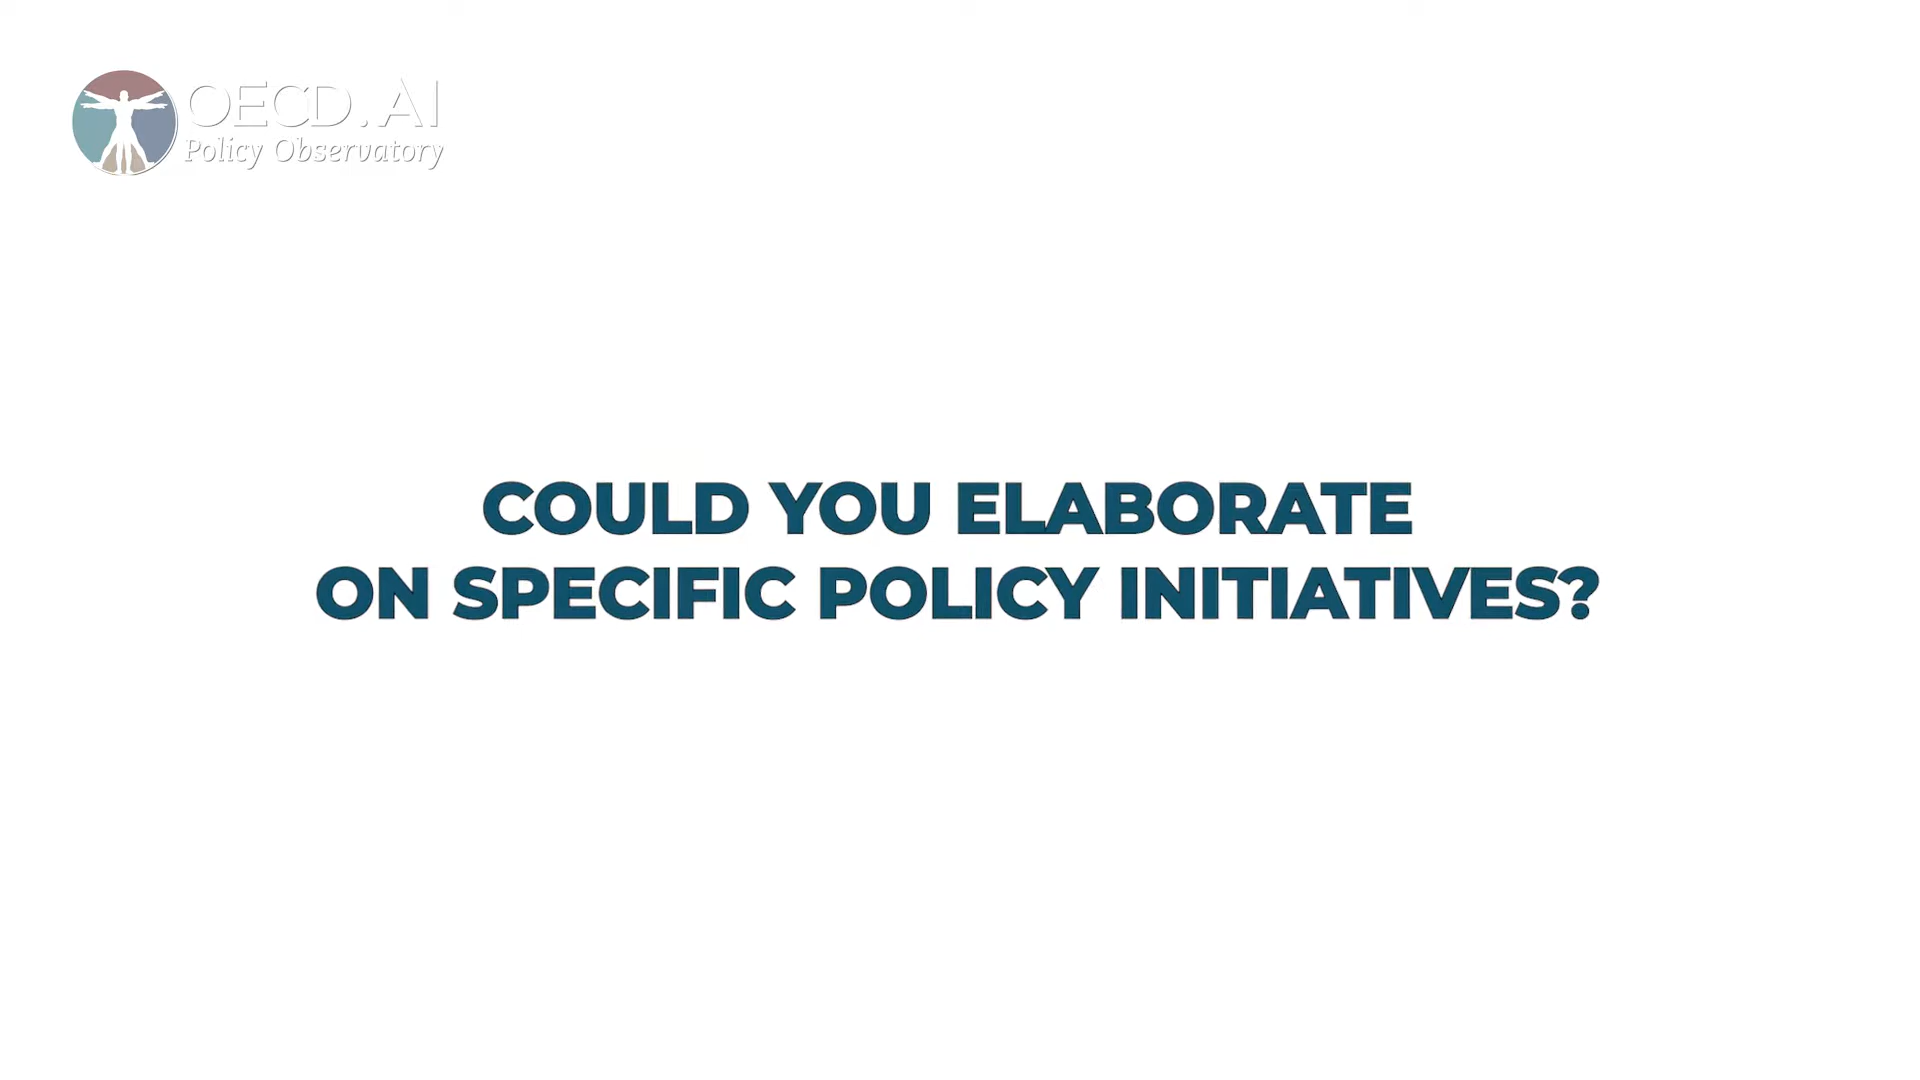 OECD.AI
Policy Observatory
COULD YOU ELABORATE
ON SPECIFIC POLICY INITIATIVES?